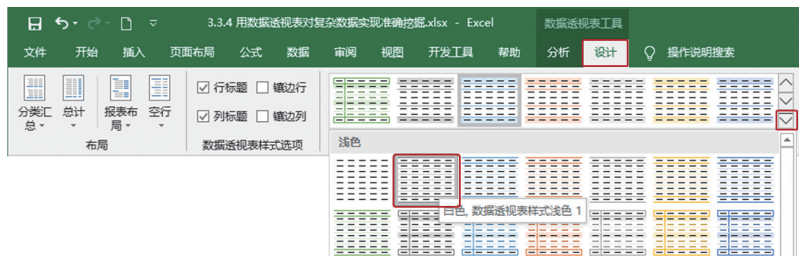 3.3.4 用数据透视表对复杂数据实现准确挖掘.xlsx - Excel 数据透视表工具
文件 开始 插入 页面布局 公式 数据 审阅 视图 开发工具 帮助 分析 设计 操作说明搜索
行标题 镶边行
分类汇总 总计 报表布局 空行
列标题 镶边列
布局 数据透视表样式选项
浅色
白色, 数据透视表样式浅色 1